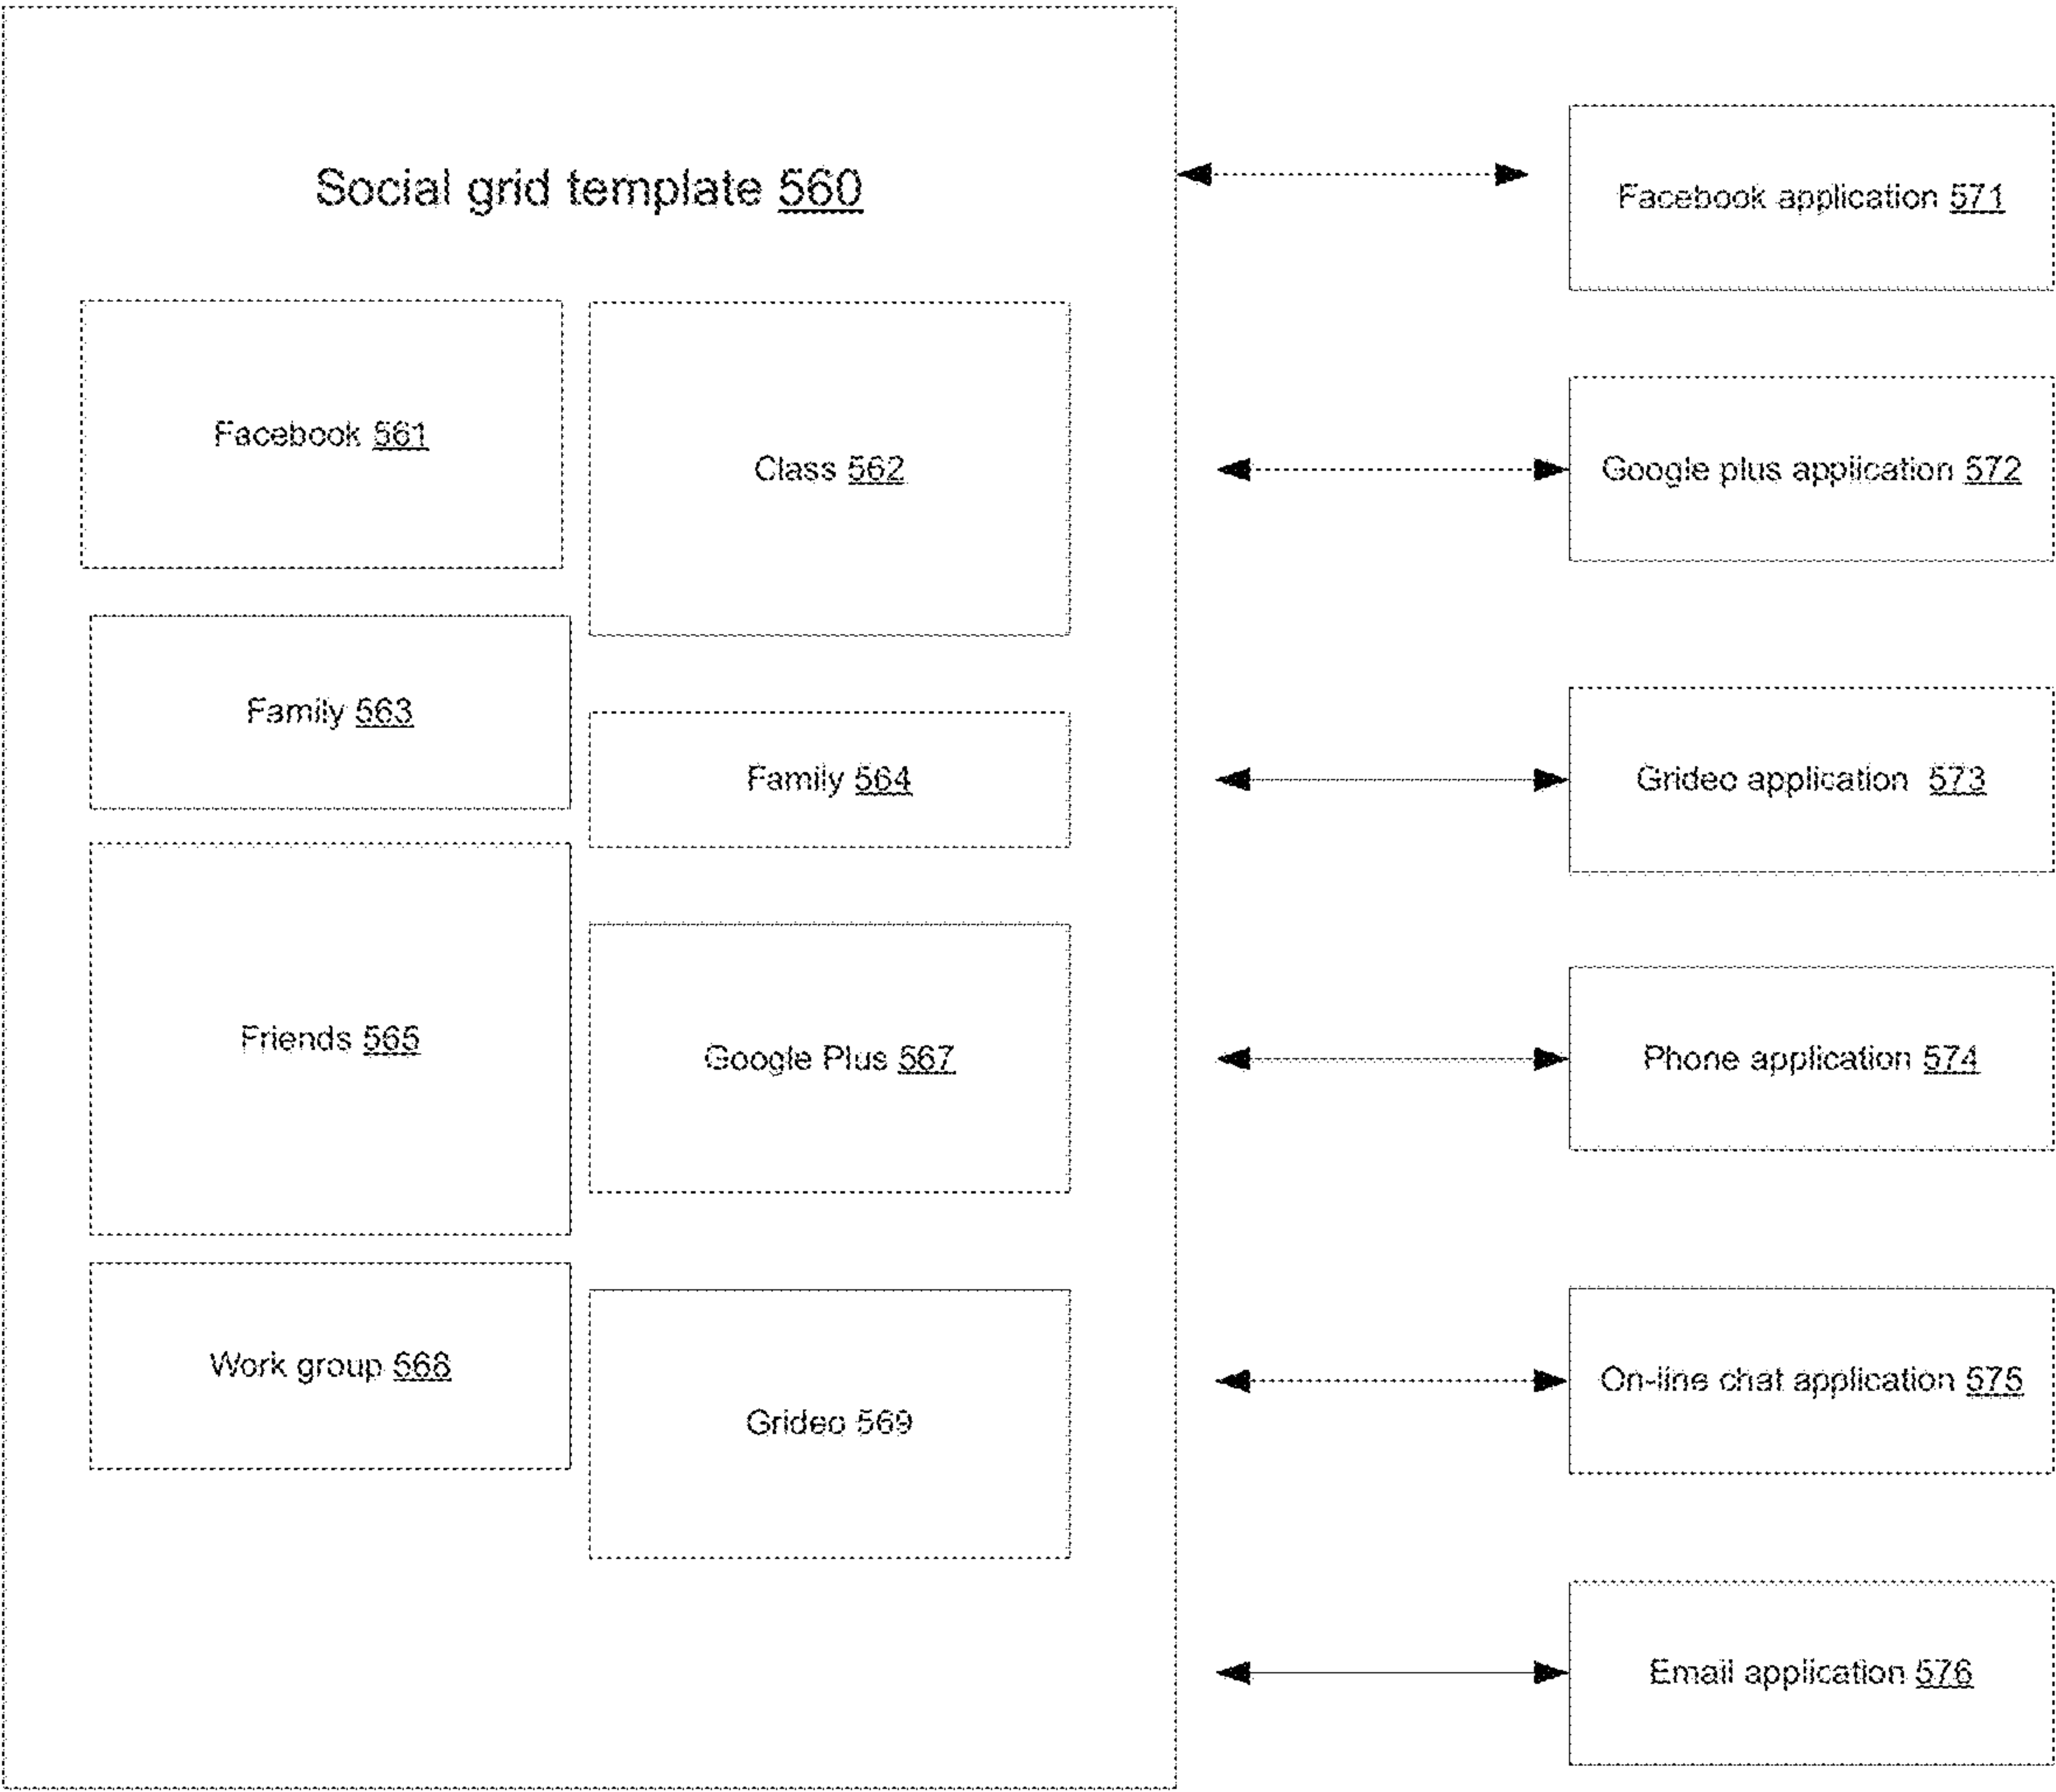 Social grid template 560
Facebook 561
Class 562
Family 563
Family 564
Friends 565
Google Plus 567
Work group 568
Grideo 569
Facebook application 571
Google plus application 572
Grideo application 573
Phone application 574
On-line chat application 575
Email application 576